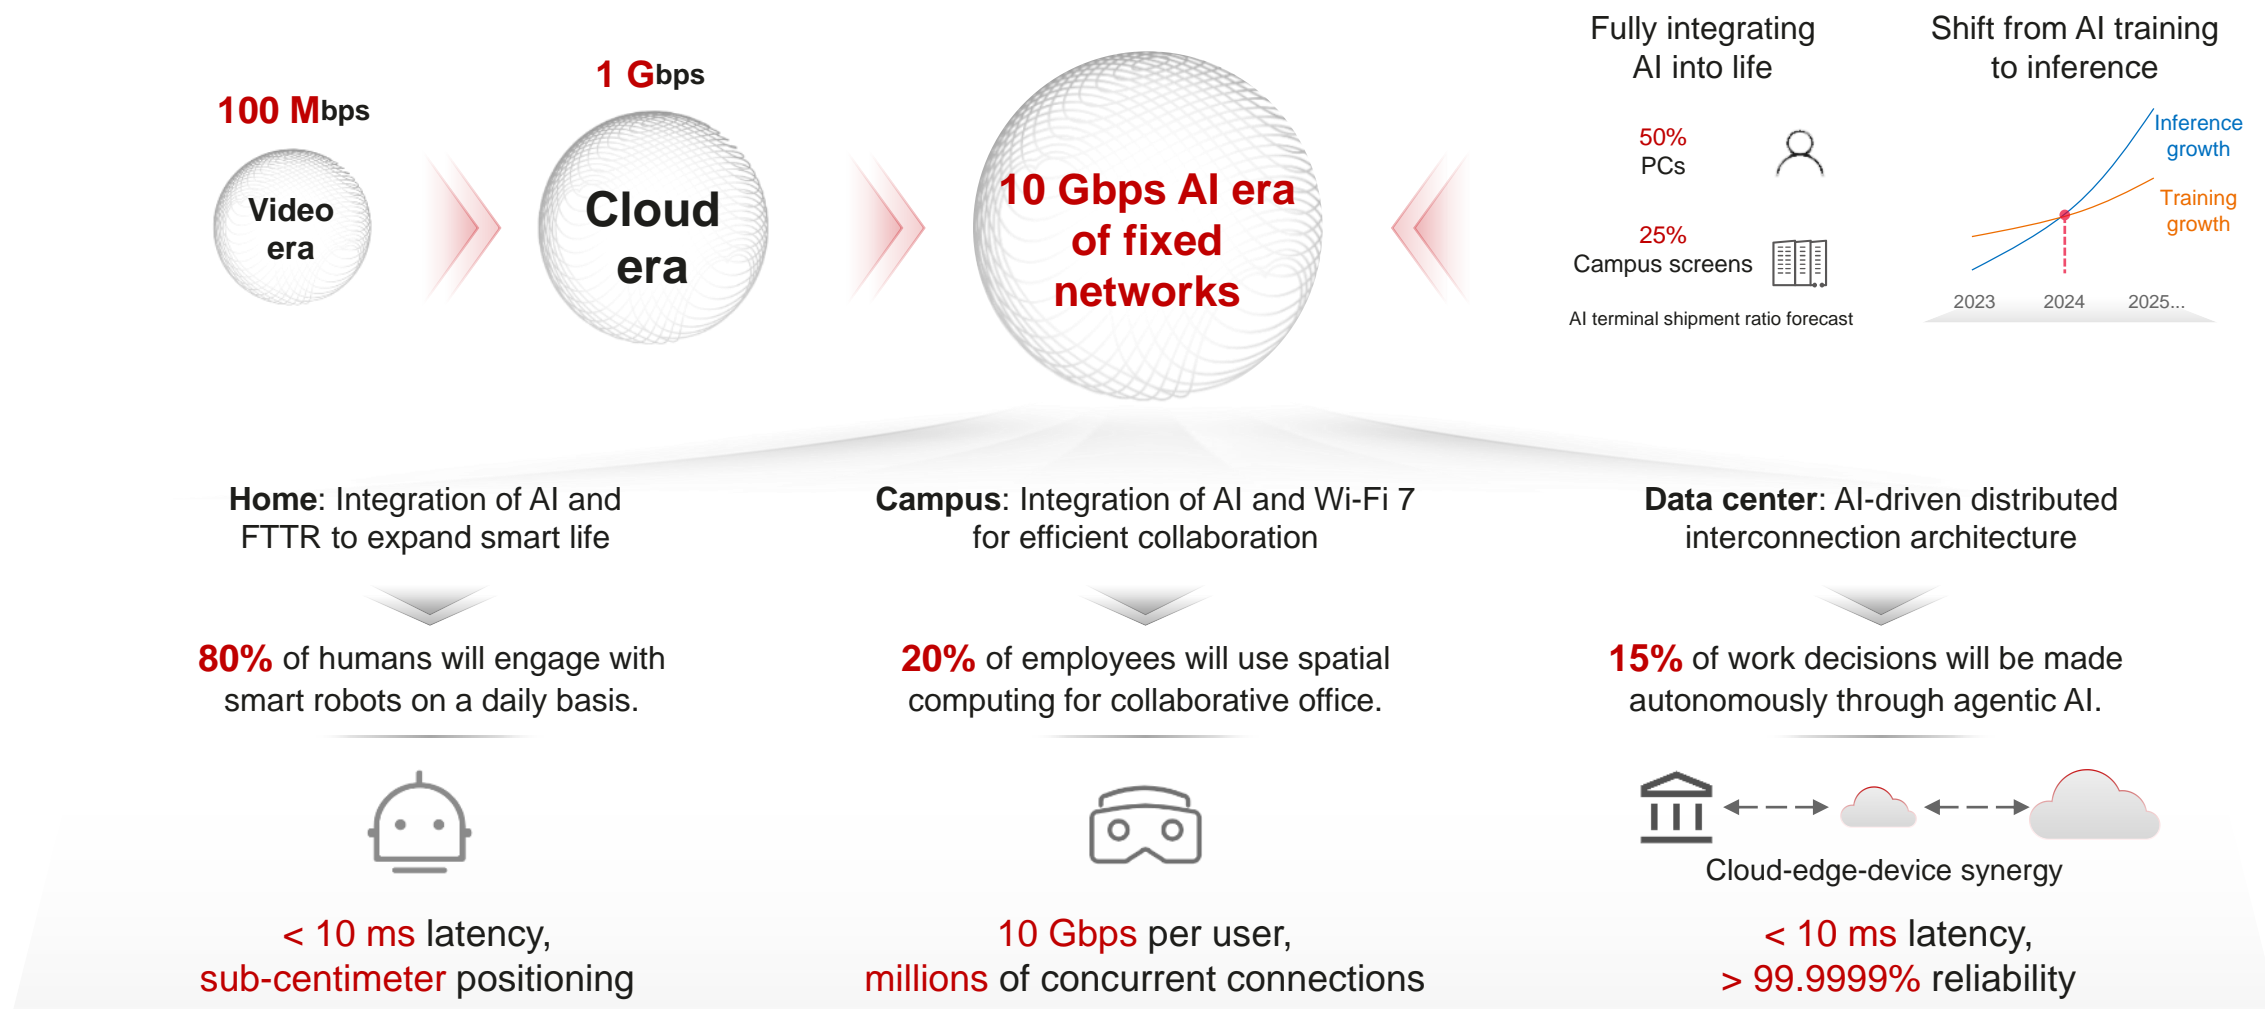 100 Mbps
Video
era
1 Gbps
Cloud
era
10 Gbps AI era
of fixed
networks
Fully integrating
AI into life
50%
PCs
25%
Campus screens
AI terminal shipment ratio forecast
Shift from AI training
to inference
Inference
growth
Training
growth
2023 2024 2025...
Home: Integration of AI and
FTTR to expand smart life
80% of humans will engage with
smart robots on a daily basis.
< 10 ms latency,
sub-centimeter positioning
Campus: Integration of AI and Wi-Fi 7
for efficient collaboration
20% of employees will use spatial
computing for collaborative office.
10 Gbps per user,
millions of concurrent connections
Data center: AI-driven distributed
interconnection architecture
15% of work decisions will be made
autonomously through agentic AI.
Cloud-edge-device synergy
< 10 ms latency,
> 99.9999% reliability